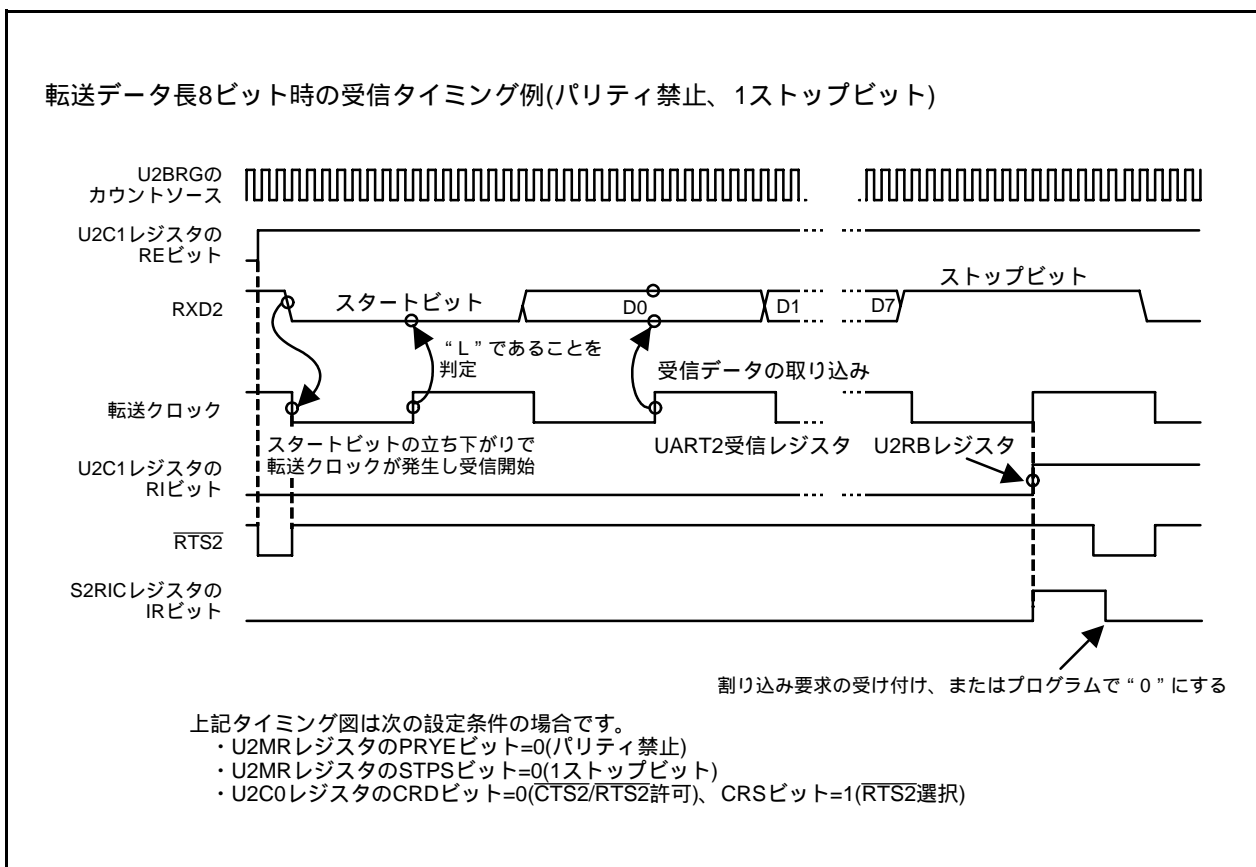 転送データ長8ビット時の受信タイミング例(パリティ禁止、1ストップビット)
U2BRGの
カウントソース
U2C1レジスタの
REビット
RXD2
スタートビット
D0
D1
D7
ストップビット
“L”であることを
判定
受信データの取り込み
転送クロック
スタートビットの立ち下がりで
転送クロックが発生し受信開始
UART2受信レジスタ
U2RBレジスタ
U2C1レジスタの
RIビット
RTS2
S2RICレジスタの
IRビット
割り込み要求の受け付け、またはプログラムで“0”にする
上記タイミング図は次の設定条件の場合です。
・U2MRレジスタのPRYEビット=0(パリティ禁止)
・U2MRレジスタのSTPSビット=0(1ストップビット)
・U2C0レジスタのCRDビット=0(CTS2/RTS2許可)、CRSビット=1(RTS2選択)